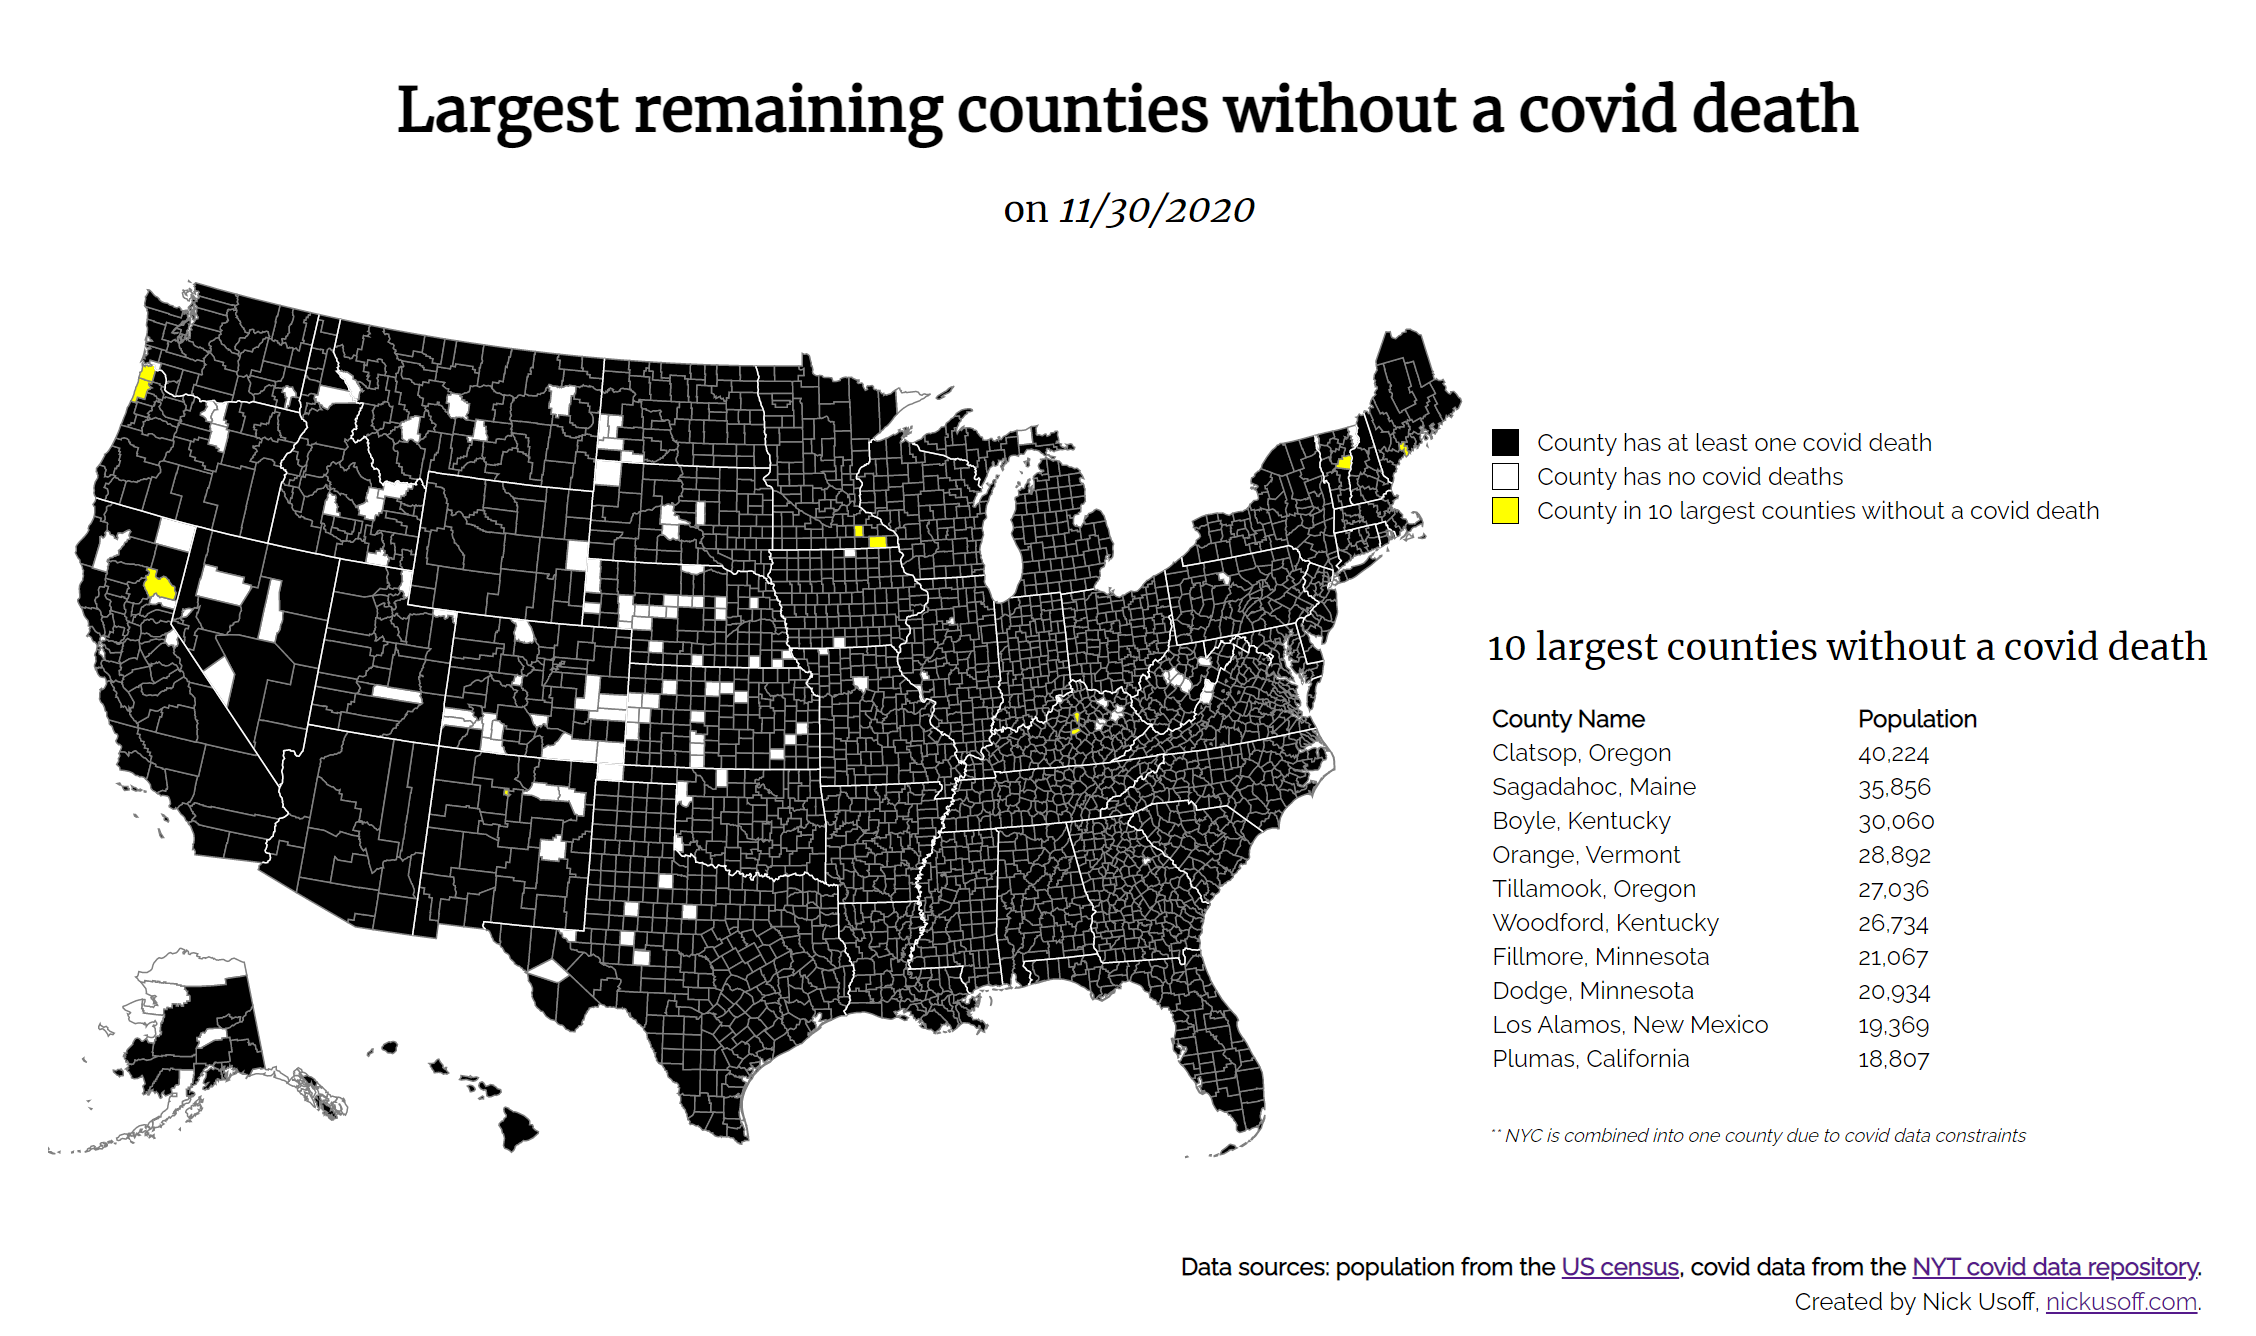 Largest remaining counties without a covid death
on 11/30/2020
County has at least one covid death
County has no covid deaths
County in 10 largest counties without a covid death
10 largest counties without a covid death
County Name Population
Clatsop, Oregon 40,224
Sagadahoc, Maine 35,856
Boyle, Kentucky 30,060
Orange, Vermont 28,892
Tillamook, Oregon 27,036
Woodford, Kentucky 26,734
Fillmore, Minnesota 21,067
Dodge, Minnesota 20,934
Los Alamos, New Mexico 19,369
Plumas, California 18,807
** NYC is combined into one county due to covid data constraints
Data sources: population from the US census, covid data from the NYT covid data repository.
Created by Nick Usoff, nickusoff.com.